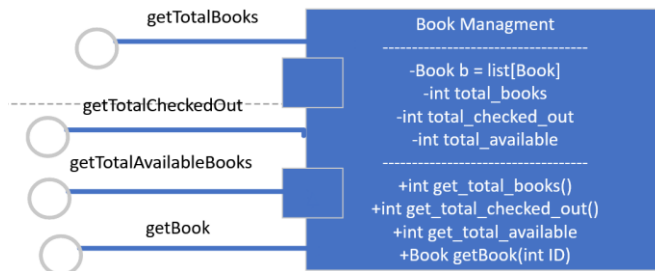 getTotalBooks
getTotalCheckedOut
getTotalAvailableBooks
getBook
Book Managment
----------------------------------
-Book b = list[Book]
-int total_books
-int total_checked_out
-int total_available
----------------------------------
+int get_total_books()
+int get_total_checked_out()
+int get_total_available
+Book getBook(int ID)